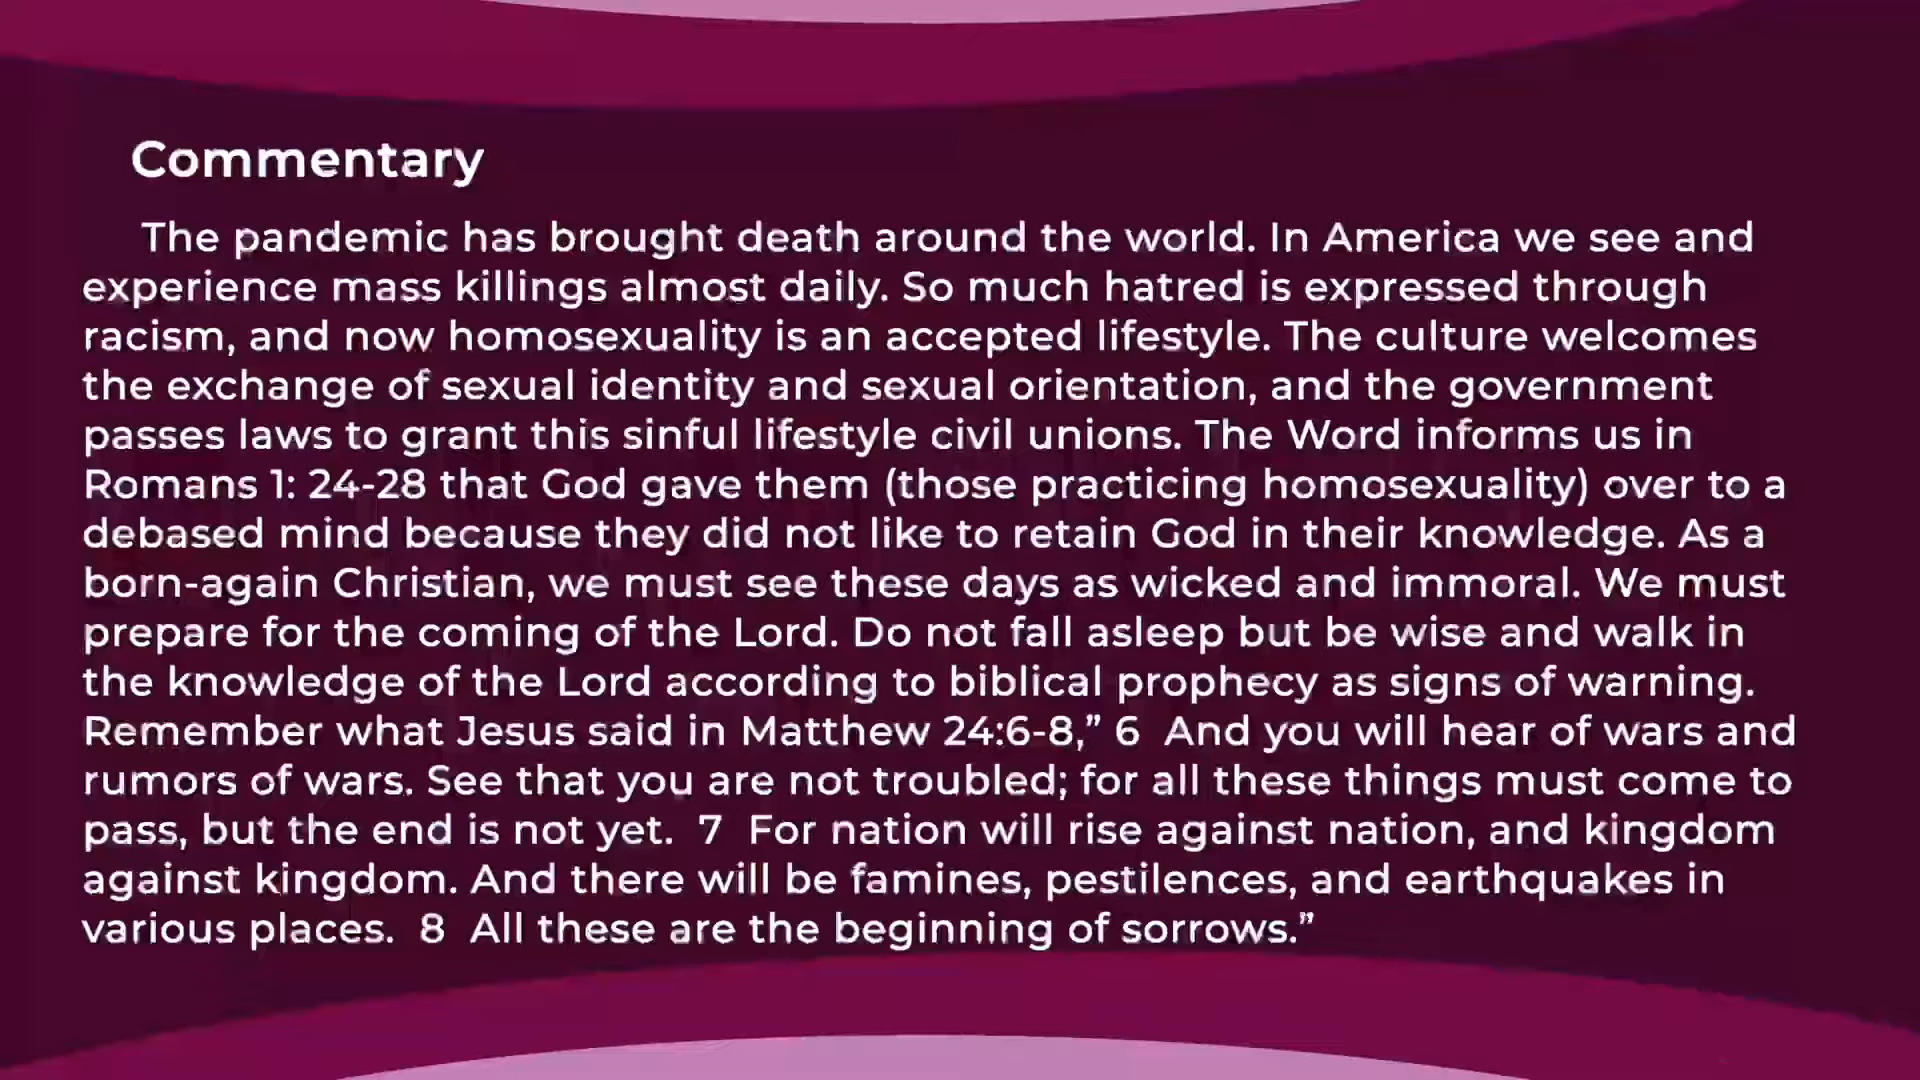 Commentary
The pandemic has brought death around the world. In America we see and
experience mass killings almost daily. So much hatred is expressed through
racism, and now homosexuality is an accepted lifestyle. The culture welcomes
the exchange of sexual identity and sexual orientation, and the government
passes laws to grant this sinful lifestyle civil unions. The Word informs us in
Romans 1: 24-28 that God gave them (those practicing homosexuality) over to a
debased mind because they did not like to retain God in their knowledge. As a
born-again Christian, we must see these days as wicked and immoral. We must
prepare for the coming of the Lord. Do not fall asleep but be wise and walk in
the knowledge of the Lord according to biblical prophecy as signs of warning.
Remember what Jesus said in Matthew 24:6-8,” 6  And you will hear of wars and
rumors of wars. See that you are not troubled; for all these things must come to
pass, but the end is not yet.  7  For nation will rise against nation, and kingdom
against kingdom. And there will be famines, pestilences, and earthquakes in
various places.  8  All these are the beginning of sorrows.”